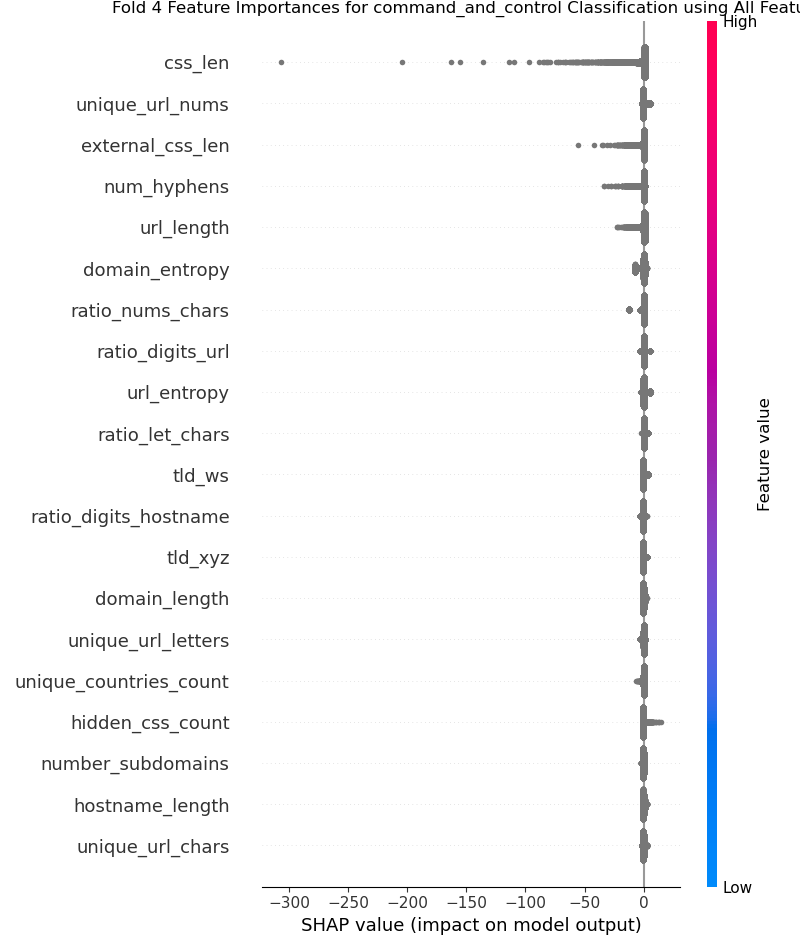 Fold 4 Feature Importances for command_and_control Classification using All Featu
High
css_len
unique_url_nums
external_css_len
num_hyphens
url_length
domain_entropy
ratio_nums_chars
ratio_digits_url
url_entropy
ratio_let_chars
tld_ws
ratio_digits_hostname
tld_xyz
domain_length
unique_url_letters
unique_countries_count
hidden_css_count
number_subdomains
hostname_length
unique_url_chars
Feature value
Low
−300 −250 −200 −150 −100 −50 0
SHAP value (impact on model output)